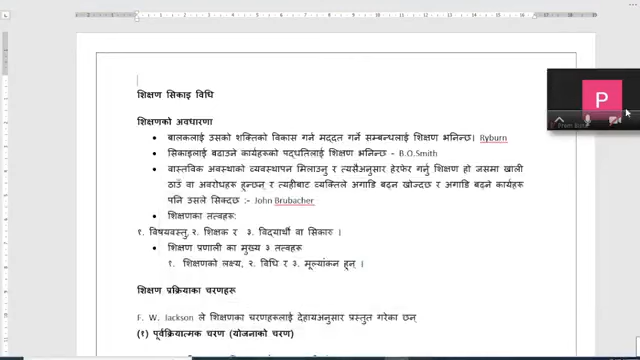 शिक्षण सिकाइ विधि
शिक्षणको अवधारणा
बालकलाई उसको शक्तिको विकास गर्न मद्दत गर्ने सम्बन्धलाई शिक्षण भनिन्छ। Ryburn
सिकाइलाई बढाउने कार्यहरूको पद्धतिलाई शिक्षण भनिन्छ - B.O.Smith
वास्तविक अवस्थाको व्यवस्थापन मिलाउनु र त्यसैअनुसार हेरफेर गर्नु शिक्षण हो जसमा खाली
ठाउँ वा अवरोधहरू हुन्छन् र त्यहीबाट व्यक्तिले अगाडि बढ्न खोज्दछ र अगाडि बढ्ने कार्यहरू
पनि उसले सिक्दछ :- John Brubacher
शिक्षणका तत्वहरू:
१. विषयवस्तु, २. शिक्षक र ३. विद्यार्थी वा सिकारु ।
शिक्षण प्रणाली का मुख्य ३ तत्वहरू
१. शिक्षणको लक्ष्य, २. विधि र ३. मूल्यांकन हून् ।
शिक्षण प्रक्रियाका चरणहरू
F. W. Jackson ले शिक्षणका चरणहरूलाई देहायअनुसार प्रस्तुत गरेका छन्
(१) पूर्वक्रियात्मक चरण (योजनाको चरण)
P